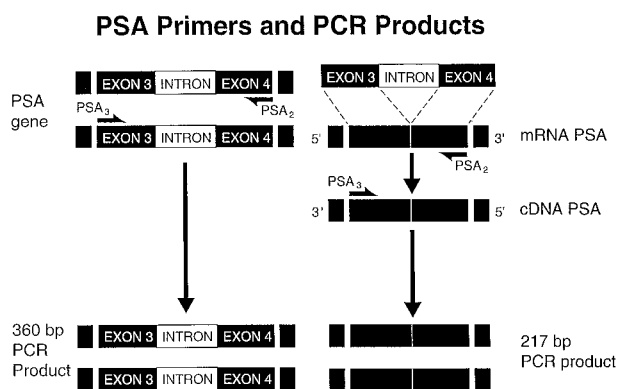 PSA Primers and PCR Products
EXON 3 INTRON EXON 4
PSA3
PSA2
PSA gene
EXON 3 INTRON EXON 4
EXON 3 INTRON EXON 4
5' 3' mRNA PSA
PSA2
PSA3
3' 5' cDNA PSA
360 bp
PCR
Product
EXON 3 INTRON EXON 4
EXON 3 INTRON EXON 4
217 bp
PCR product